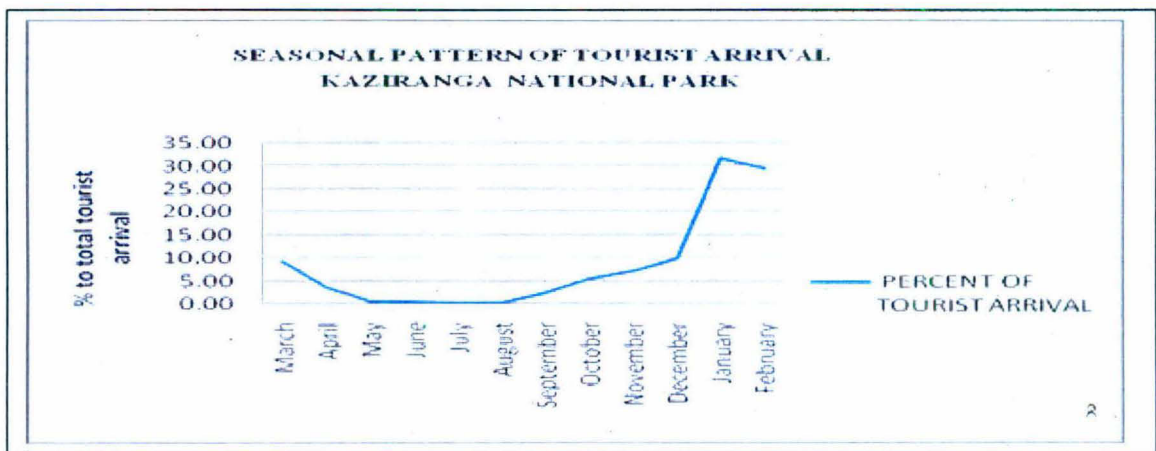 SEASONAL PATTERN OF TOURIST ARRIVAL
KAZIRANGA NATIONAL PARK
% to total tourist
arrival
35.00
30.00
25.00
20.00
15.00
10.00
5.00
0.00
March
April
May
June
July
August
September
October
November
December
January
February
PERCENT OF
TOURIST ARRIVAL